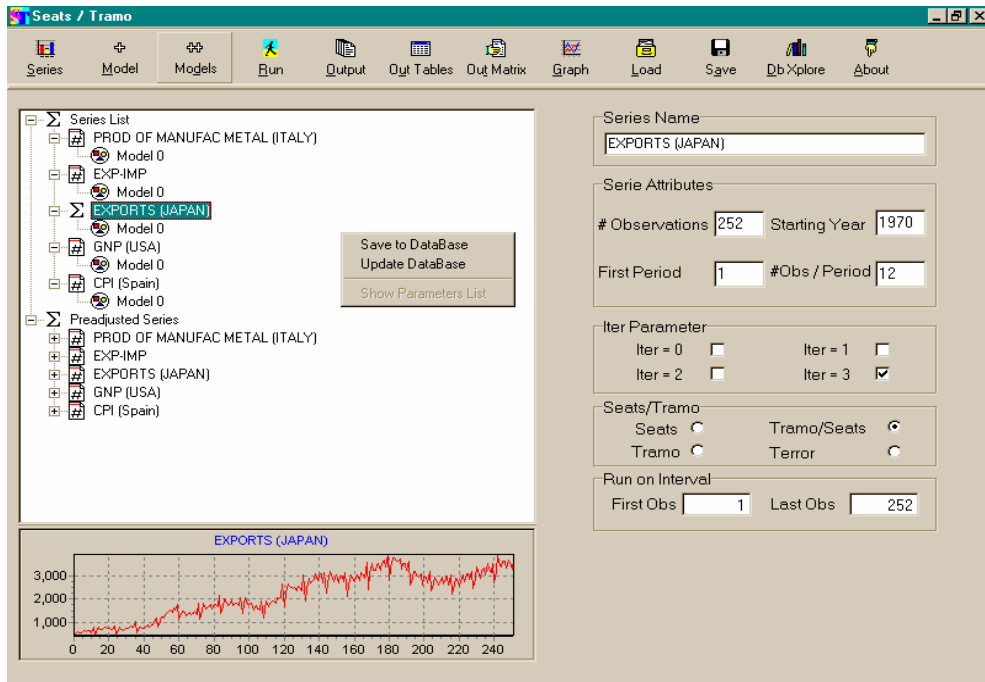 Seats / Tramo
Series Model Models Run Output Out Tables Out Matrix Graph Load Save DbXplore About
Series List
PROD OF MANUFAC METAL (ITALY)
Model 0
EXP-IMP
Model 0
EXPORTS (JAPAN)
Model 0
GNP (USA)
Model 0
CPI (Spain)
Model 0
Preadjusted Series
PROD OF MANUFAC METAL (ITALY)
EXP-IMP
EXPORTS (JAPAN)
GNP (USA)
CPI (Spain)
Save to DataBase
Update DataBase
Show Parameters List
EXPORTS (JAPAN)
3,000
2,000
1,000
0 20 40 60 80 100 120 140 160 180 200 220 240
Series Name
EXPORTS (JAPAN)
Serie Attributes
# Observations 252 Starting Year 1970
First Period 1 #Obs / Period 12
Iter Parameter
Iter = 0 Iter = 1
Iter = 2 Iter = 3
Seats/Tramo
Seats Tramo/Seats
Tramo Terror
Run on Interval
First Obs 1 Last Obs 252